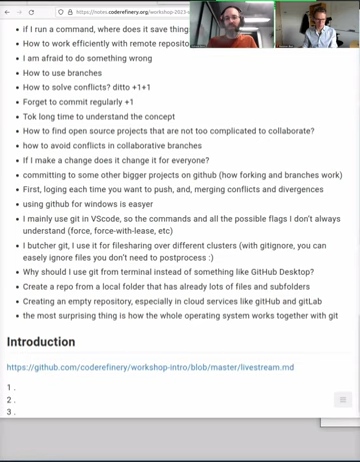 https://notes.coderefinery.org/workshop-2023-
if I run a command, where does it save thing
How to work efficiently with remote reposito
I am afraid to do something wrong
How to use branches
How to solve conflicts? ditto +1+1
Forget to commit regularly +1
Tok long time to understand the concept
How to find open source projects that are not too complicated to collaborate?
how to avoid conflicts in collaborative branches
If I make a change does it change it for everyone?
committing to some other bigger projects on github (how forking and branches work)
First, loging each time you want to push, and, merging conflicts and divergences
using github for windows is easyer
I mainly use git in VScode, so the commands and all the possible flags I don't always
understand (force, force-with-lease, etc)
I butcher git, I use it for filesharing over different clusters (with gitignore, you can
easely ignore files you don't need to postprocess :)
Why should I use git from terminal instead of something like GitHub Desktop?
Create a repo from a local folder that has already lots of files and subfolders
Creating an empty repository, especially in cloud services like gitHub and gitLab
the most surprising thing is how the whole operating system works together with git
Introduction
https://github.com/coderefinery/workshop-intro/blob/master/livestream.md
1 .
2 .
3 .